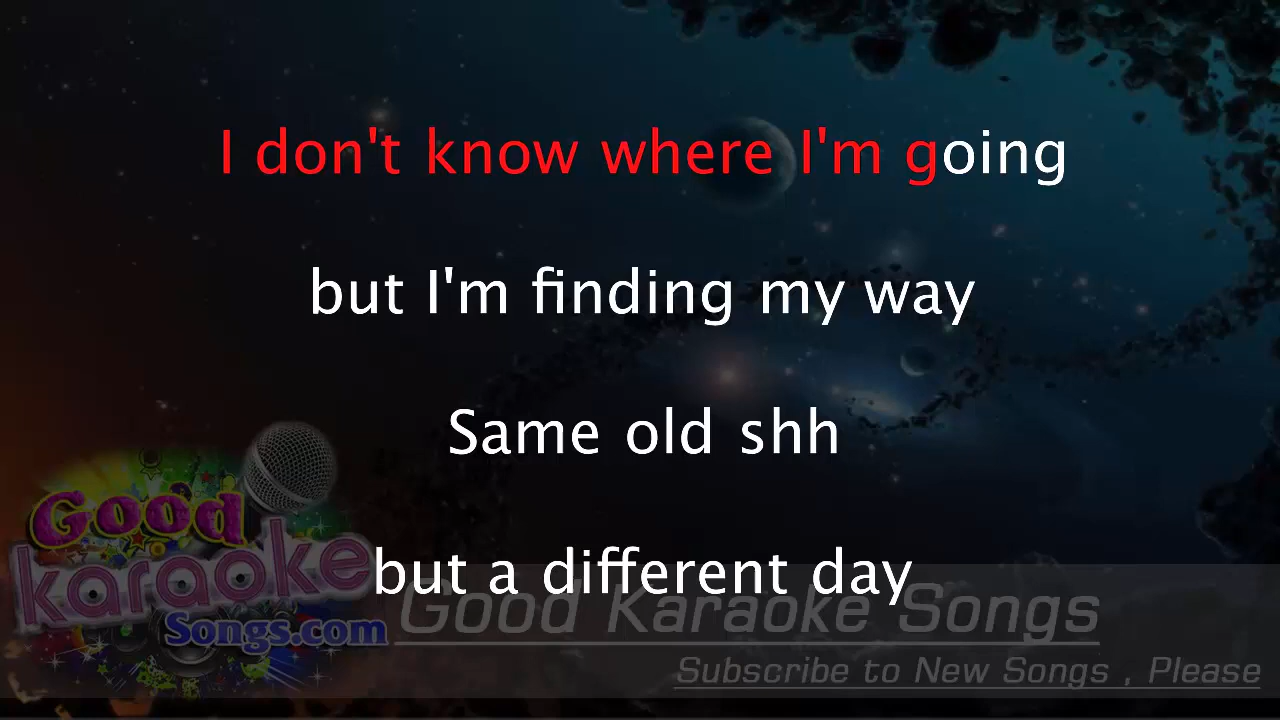 I don't know where I'm going
but I'm finding my way
Same old shh
but a different day
Good
karaoke
Songs.com
Good Karaoke Songs
Subscribe to New Songs , Please